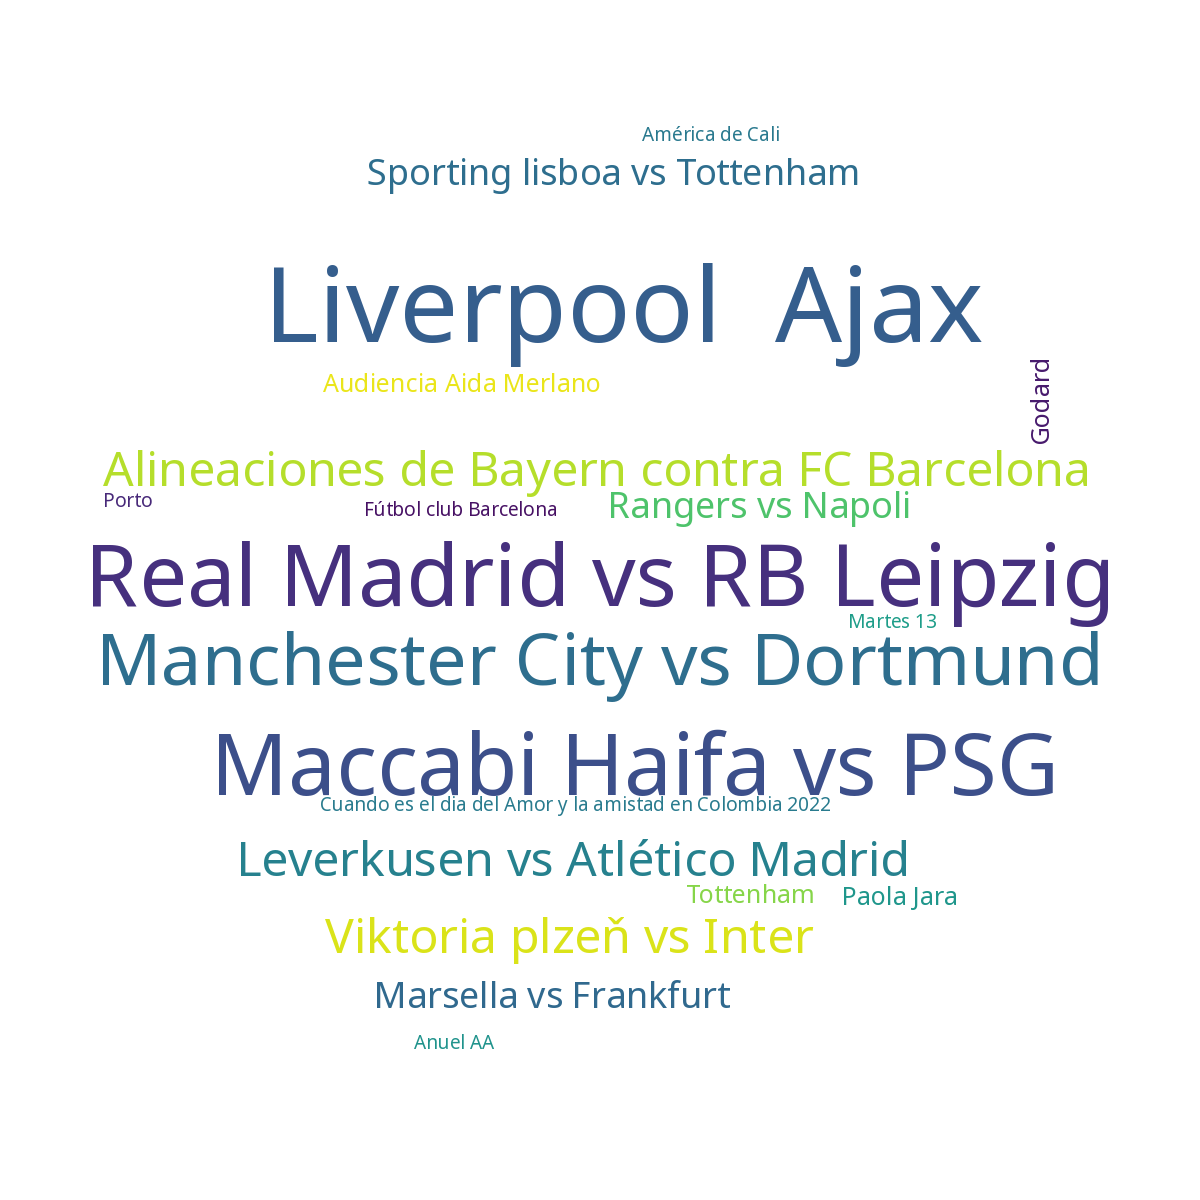 América de Cali
Sporting lisboa vs Tottenham
Liverpool  Ajax
Audiencia Aida Merlano
Godard
Alineaciones de Bayern contra FC Barcelona
Porto
Fútbol club Barcelona
Rangers vs Napoli
Real Madrid vs RB Leipzig
Martes 13
Manchester City vs Dortmund
Maccabi Haifa vs PSG
Cuando es el dia del Amor y la amistad en Colombia 2022
Leverkusen vs Atlético Madrid
Tottenham
Paola Jara
Viktoria plzeň vs Inter
Marsella vs Frankfurt
Anuel AA